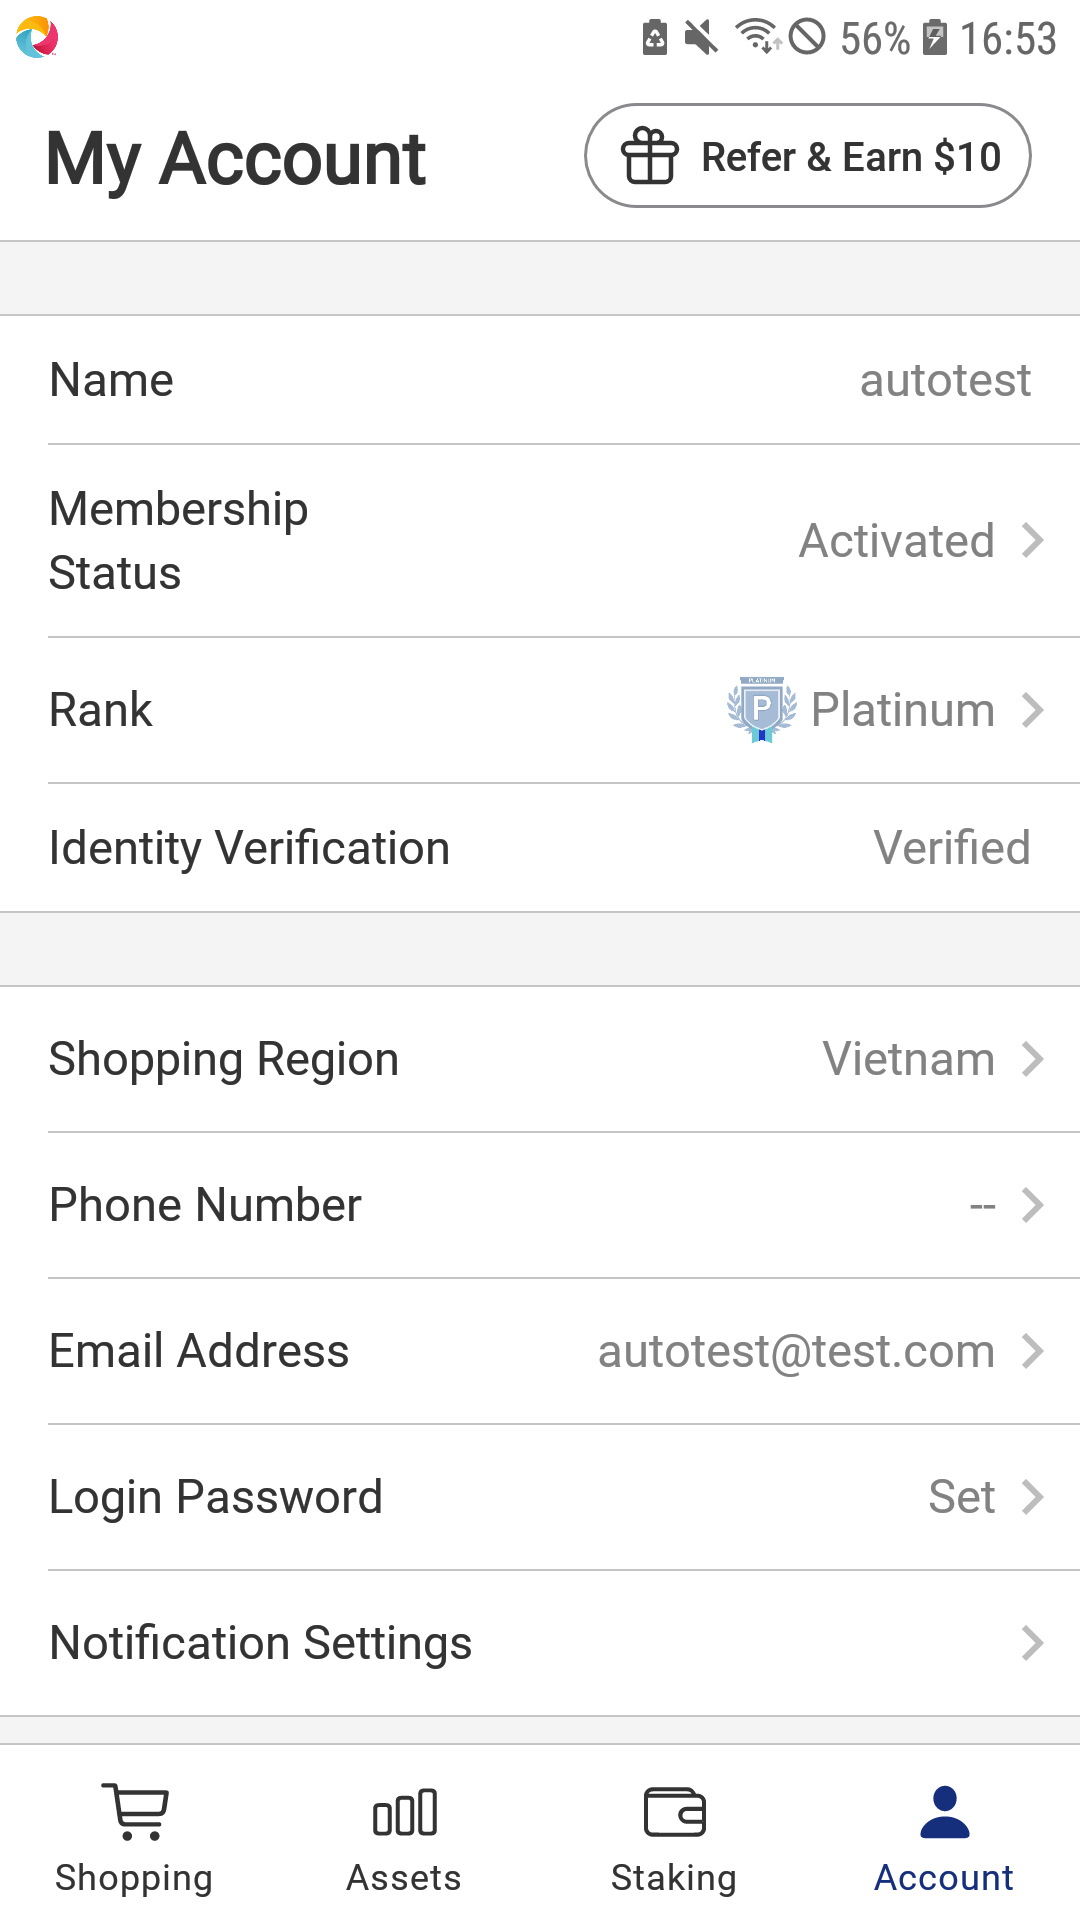 56% 16:53
My Account
Refer & Earn $10
Name autotest
Membership
Status
Activated
Rank
PLATINUM
P
Platinum
Identity Verification Verified
Shopping Region Vietnam
Phone Number --
Email Address autotest@test.com
Login Password Set
Notification Settings
Shopping Assets Staking Account